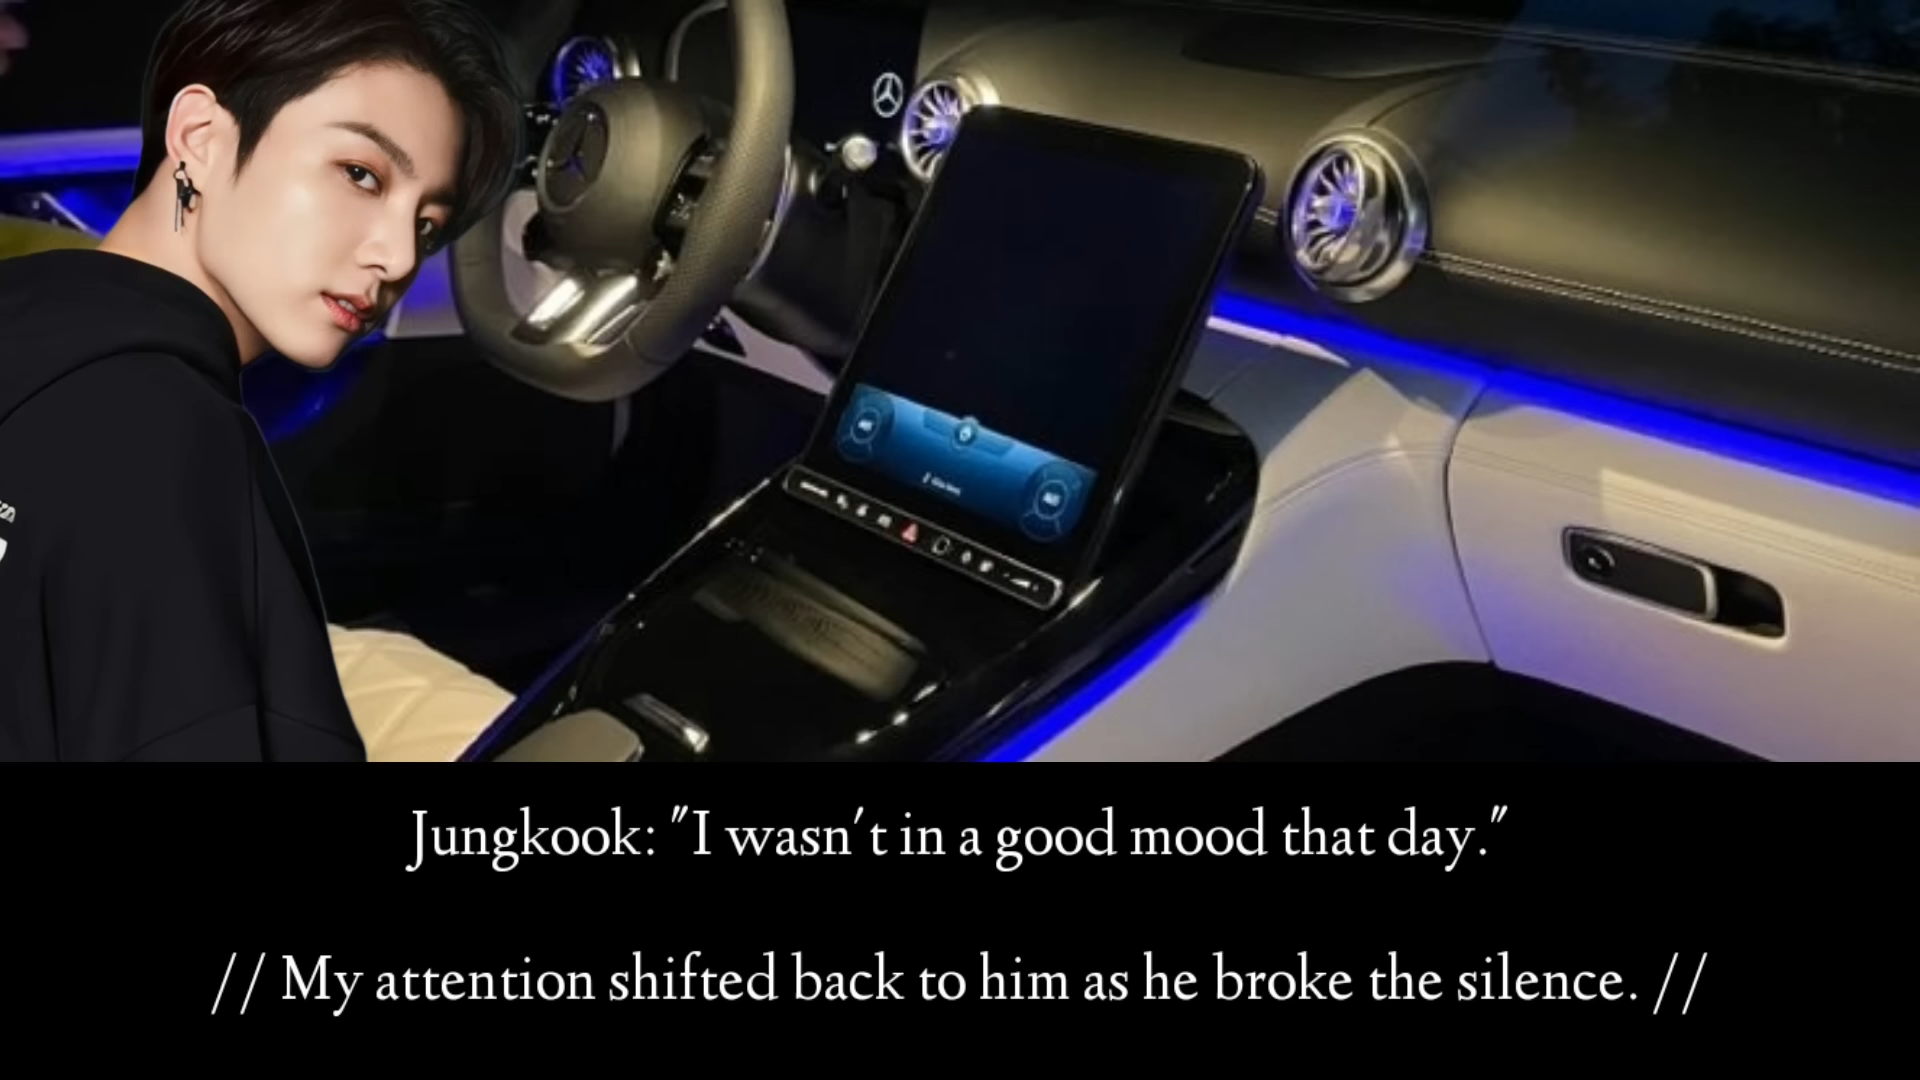 Jungkook: "I wasn't in a good mood that day."
// My attention shifted back to him as he broke the silence. //